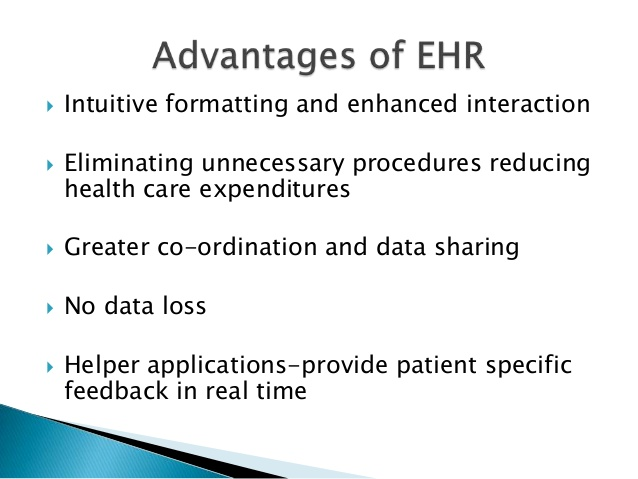 Advantages of EHR
Intuitive formatting and enhanced interaction
Eliminating unnecessary procedures reducing
health care expenditures
Greater co-ordination and data sharing
No data loss
Helper applications-provide patient specific
feedback in real time